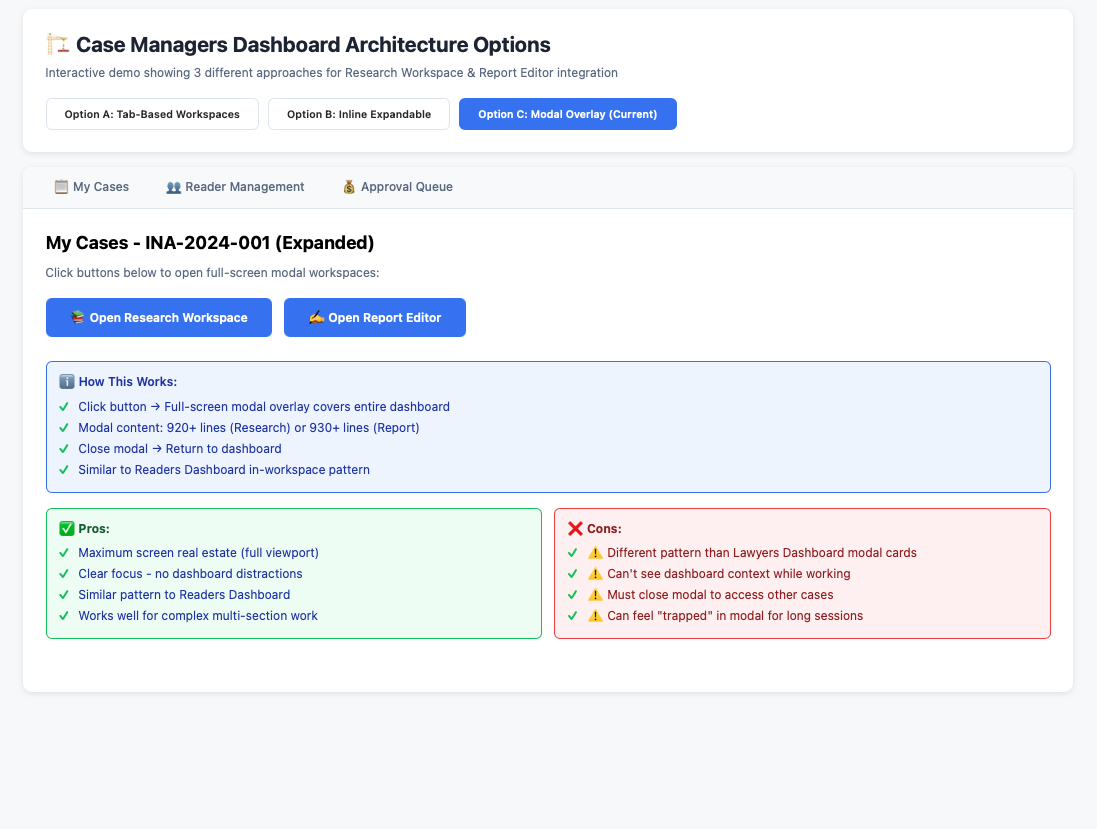 Case Managers Dashboard Architecture Options
Interactive demo showing 3 different approaches for Research Workspace & Report Editor integration
Option A: Tab-Based Workspaces
Option B: Inline Expandable
Option C: Modal Overlay (Current)
My Cases
Reader Management
Approval Queue
My Cases - INA-2024-001 (Expanded)
Click buttons below to open full-screen modal workspaces:
Open Research Workspace
Open Report Editor
How This Works:
Click button → Full-screen modal overlay covers entire dashboard
Modal content: 920+ lines (Research) or 930+ lines (Report)
Close modal → Return to dashboard
Similar to Readers Dashboard in-workspace pattern
Pros:
Maximum screen real estate (full viewport)
Clear focus - no dashboard distractions
Similar pattern to Readers Dashboard
Works well for complex multi-section work
Cons:
Different pattern than Lawyers Dashboard modal cards
Can't see dashboard context while working
Must close modal to access other cases
Can feel "trapped" in modal for long sessions